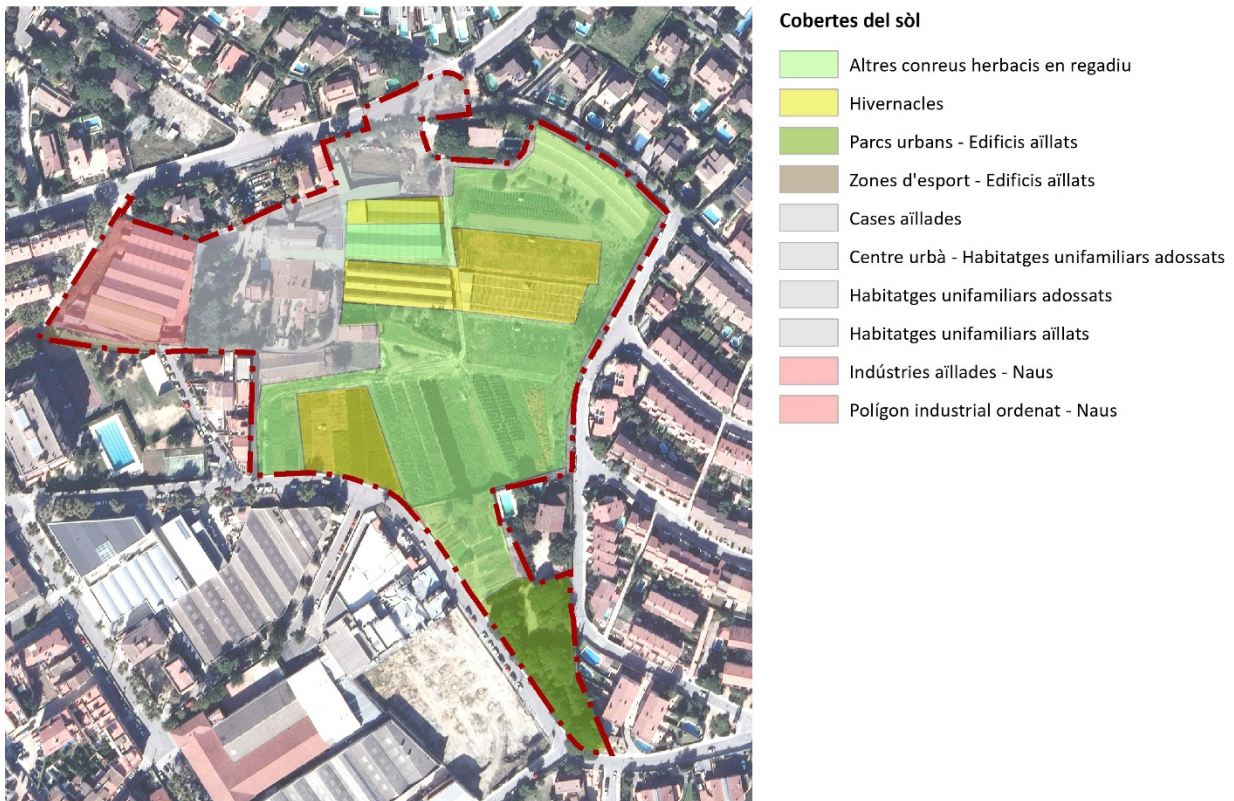 Cobertes del sòl
Altres conreus herbacis en regadiu
Hivernacles
Parcs urbans - Edificis aïllats
Zones d'esport - Edificis aïllats
Cases aïllades
Centre urbà - Habitatges unifamiliars adossats
Habitatges unifamiliars adossats
Habitatges unifamiliars aïllats
Indústries aïllades - Naus
Polígon industrial ordenat - Naus